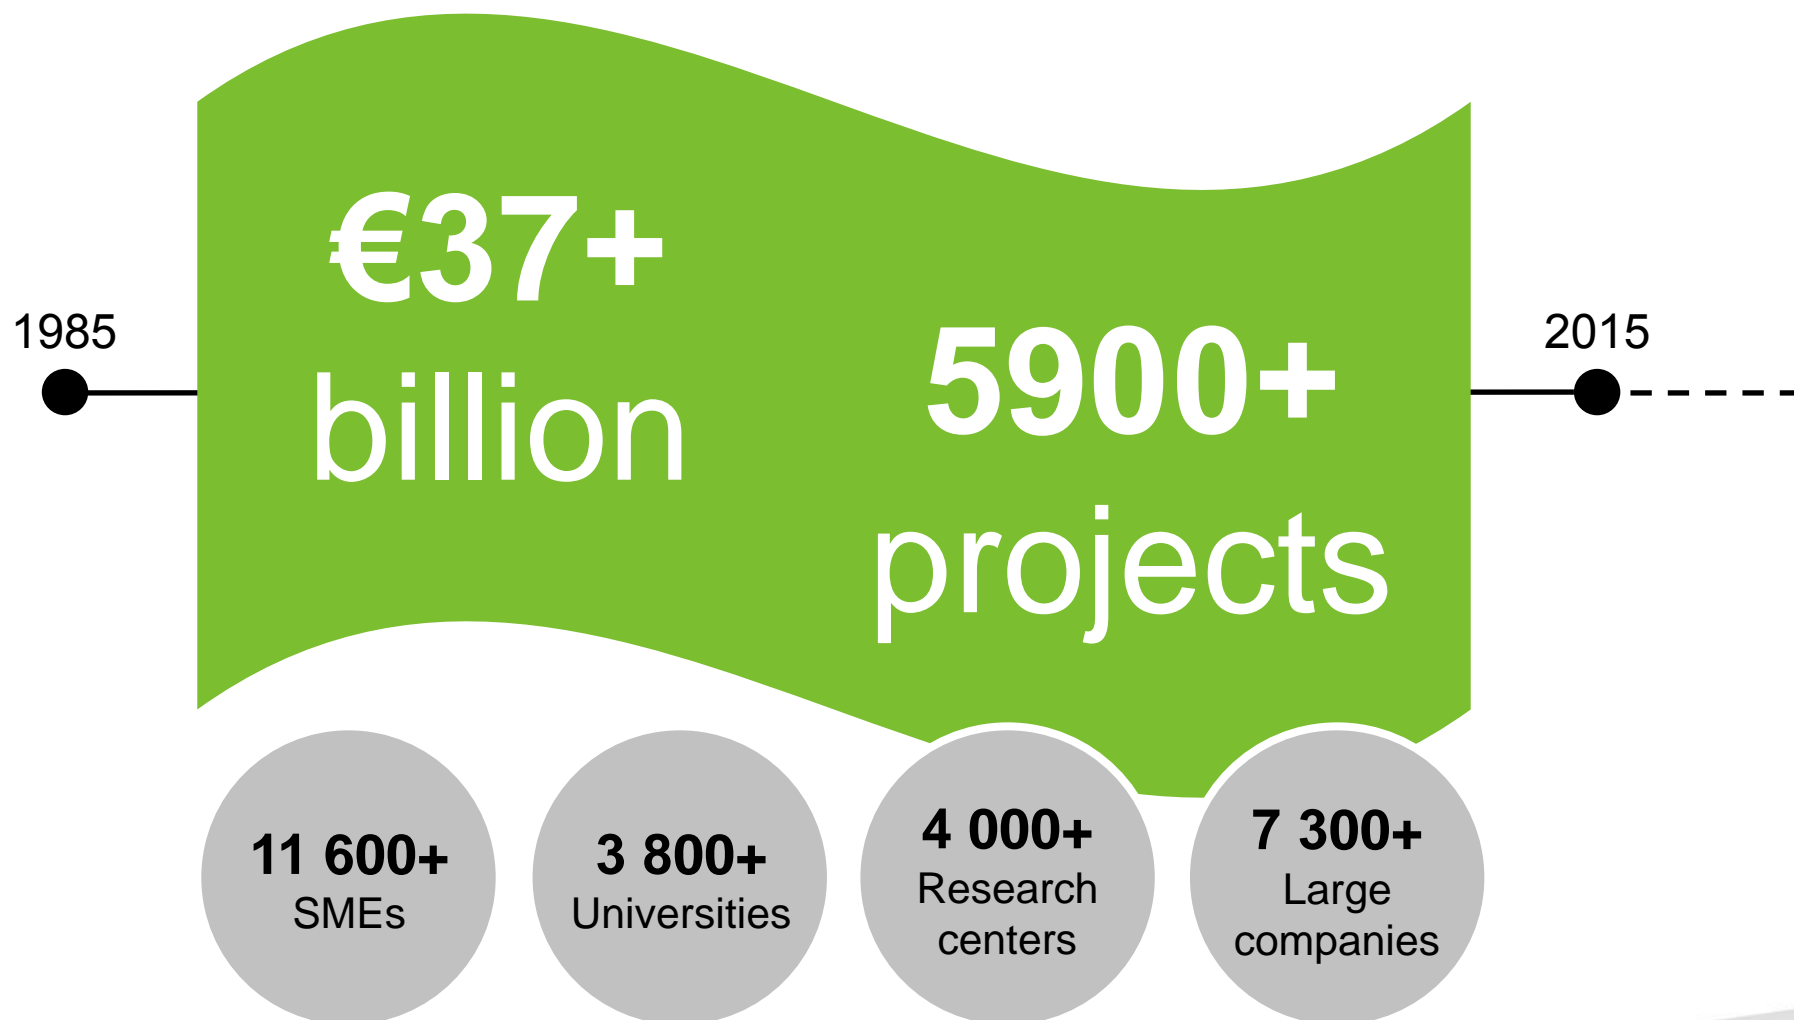 1985
€37+
billion
5900+
projects
2015
11 600+
SMEs
3 800+
Universities
4 000+
Research
centers
7 300+
Large
companies